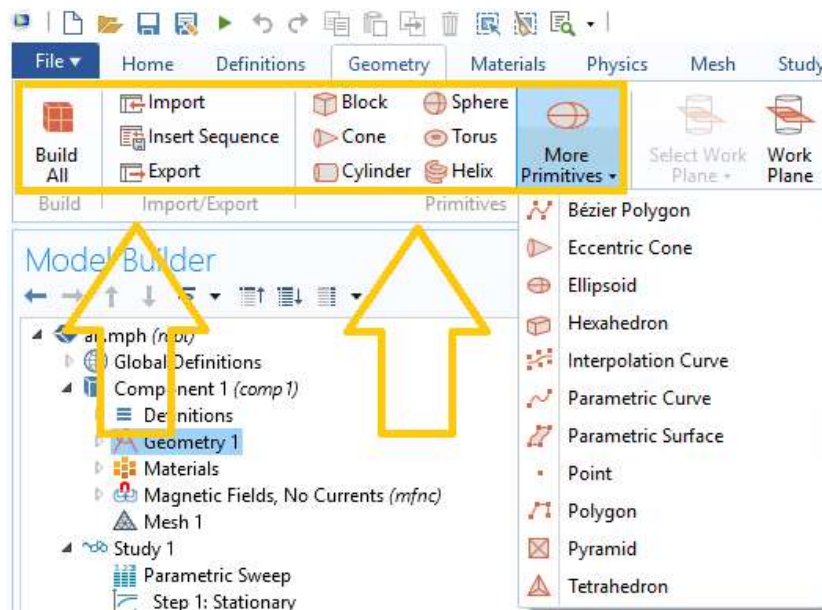 File
Home
Definitions
Geometry
Materials
Physics
Mesh
Study
Build All
Import
Insert Sequence
Export
Block
Cone
Cylinder
Sphere
Torus
Helix
More Primitives
Select Work Plane
Work Plane
Build
Import/Export
Primitives
Bézier Polygon
Eccentric Cone
Ellipsoid
Hexahedron
Interpolation Curve
Parametric Curve
Parametric Surface
Point
Polygon
Pyramid
Tetrahedron
Model Builder
(root)
Global Definitions
Component 1 (comp1)
Definitions
Geometry 1
Materials
Magnetic Fields, No Currents (mfnc)
Mesh 1
Study 1
Parametric Sweep
Step 1: Stationary